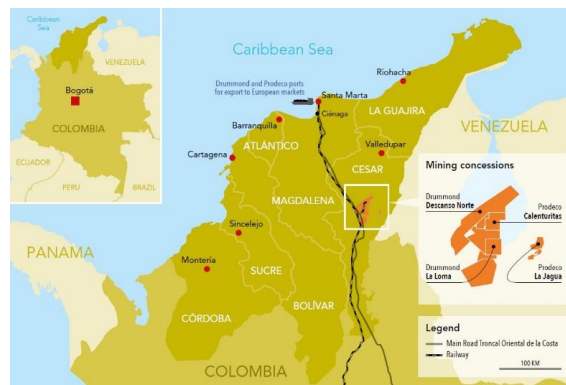 Caribbean
Sea
VENEZUELA
Bogotá
COLOMBIA
ECUADOR
PERU
BRAZIL
Caribbean Sea
Drummond and Prodeco ports
for export to European markets
Riohacha
Santa Marta
Ciénaga
LA GUAJIRA
Barranquilla
Valledupar
VENEZUELA
ATLÁNTICO
Cartagena
CESAR
MAGDALENA
Mining concessions
Drummond
Descanso Norte
Prodeco
Calenturitas
Drummond
La Loma
Prodeco
La Jagua
Sincelejo
PANAMA
Montería
SUCRE
BOLÍVAR
CÓRDOBA
COLOMBIA
Legend
Main Road Troncal Oriental de la Costa
Railway
100 KM